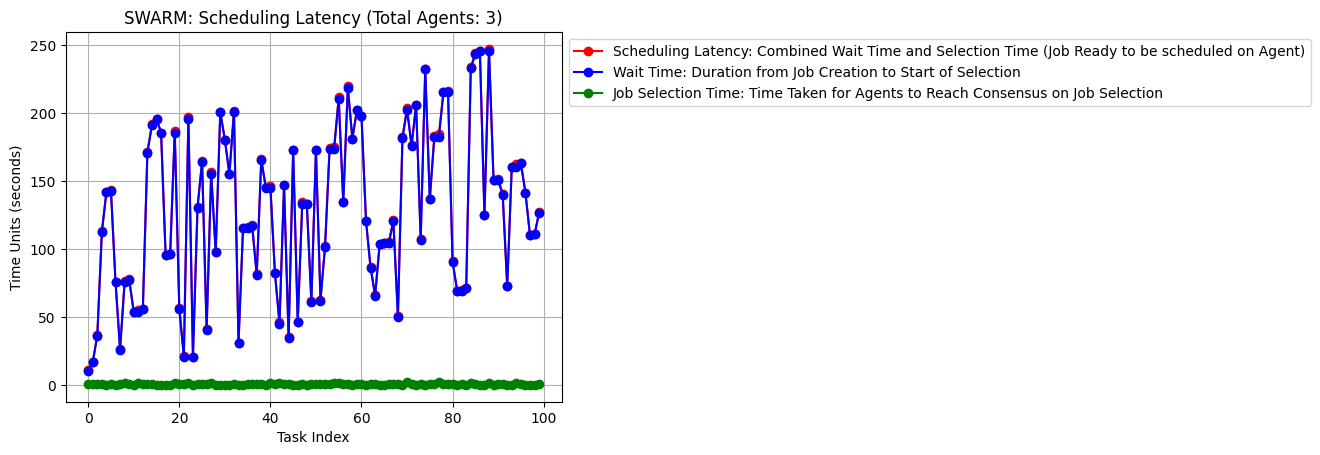 SWARM: Scheduling Latency (Total Agents: 3)
Scheduling Latency: Combined Wait Time and Selection Time (Job Ready to be scheduled on Agent)
Wait Time: Duration from Job Creation to Start of Selection
Job Selection Time: Time Taken for Agents to Reach Consensus on Job Selection
Time Units (seconds)
250
200
150
100
50
0
0 20 40 60 80 100
Task Index